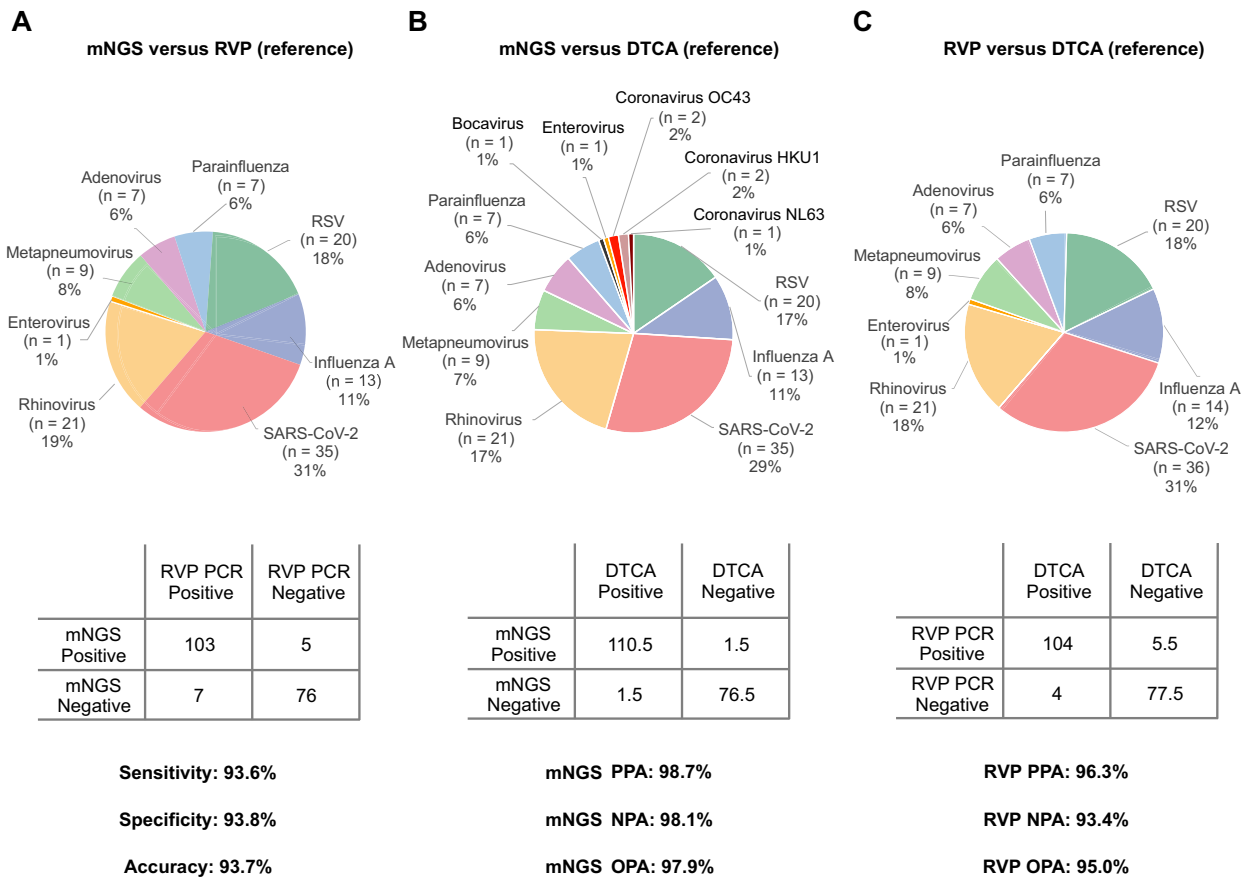 A
mNGS versus RVP (reference)
Parainfluenza
(n = 7)
6%
Adenovirus
(n = 7)
6%
RSV
(n = 20)
18%
Metapneumovirus
(n = 9)
8%
Enterovirus
(n = 1)
1%
Influenza A
(n = 13)
11%
Rhinovirus
(n = 21)
19%
SARS-CoV-2
(n = 35)
31%
RVP PCR
Positive
RVP PCR
Negative
mNGS
Positive
103
5
mNGS
Negative
7
76
Sensitivity: 93.6%
Specificity: 93.8%
Accuracy: 93.7%
B
mNGS versus DTCA (reference)
Coronavirus OC43
(n = 2)
2%
Bocavirus
(n = 1)
1%
Enterovirus
(n = 1)
1%
Coronavirus HKU1
(n = 2)
2%
Parainfluenza
(n = 7)
6%
Coronavirus NL63
(n = 1)
1%
Adenovirus
(n = 7)
6%
RSV
(n = 20)
17%
Metapneumovirus
(n = 9)
7%
Influenza A
(n = 13)
11%
Rhinovirus
(n = 21)
17%
SARS-CoV-2
(n = 35)
29%
DTCA
Positive
DTCA
Negative
mNGS
Positive
110.5
1.5
mNGS
Negative
1.5
76.5
mNGS PPA: 98.7%
mNGS NPA: 98.1%
mNGS OPA: 97.9%
C
RVP versus DTCA (reference)
Parainfluenza
(n = 7)
6%
Adenovirus
(n = 7)
6%
RSV
(n = 20)
18%
Metapneumovirus
(n = 9)
8%
Enterovirus
(n = 1)
1%
Influenza A
(n = 14)
12%
Rhinovirus
(n = 21)
18%
SARS-CoV-2
(n = 36)
31%
DTCA
Positive
DTCA
Negative
RVP PCR
Positive
104
5.5
RVP PCR
Negative
4
77.5
RVP PPA: 96.3%
RVP NPA: 93.4%
RVP OPA: 95.0%